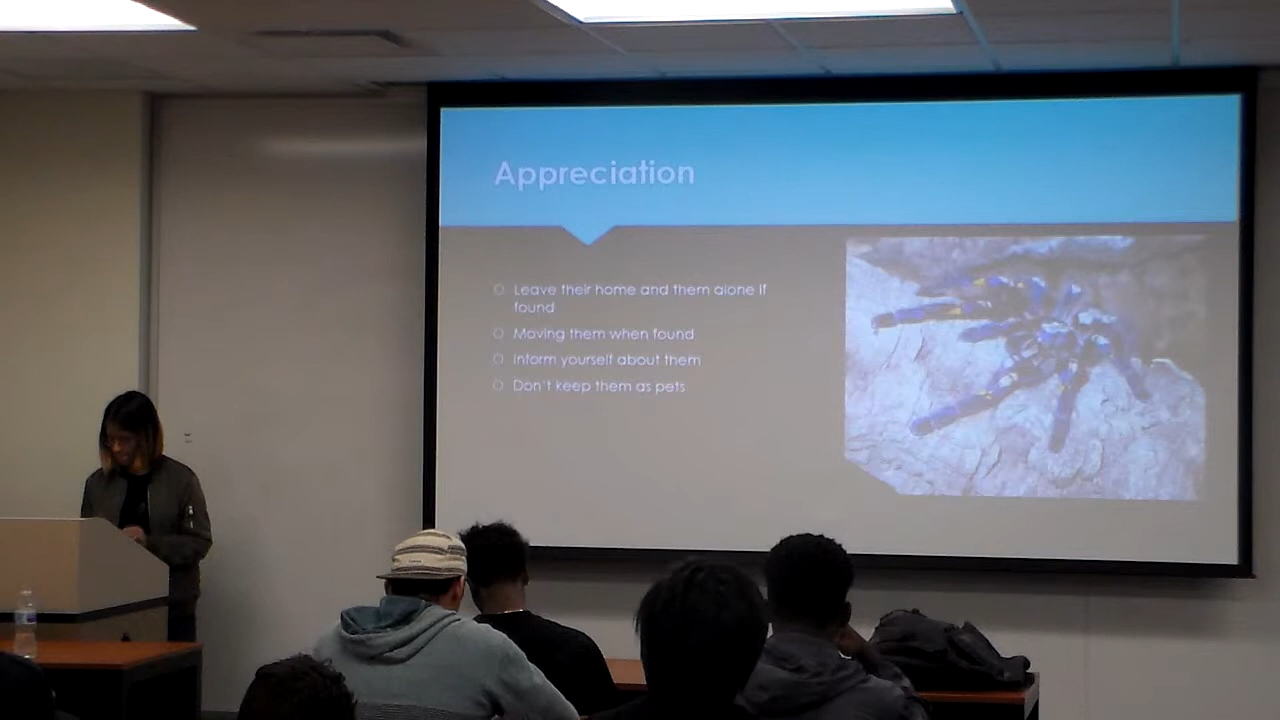 Appreciation
Leave their home and them alone if
found
Moving them when found
Inform yourself about them
Don't keep them as pets